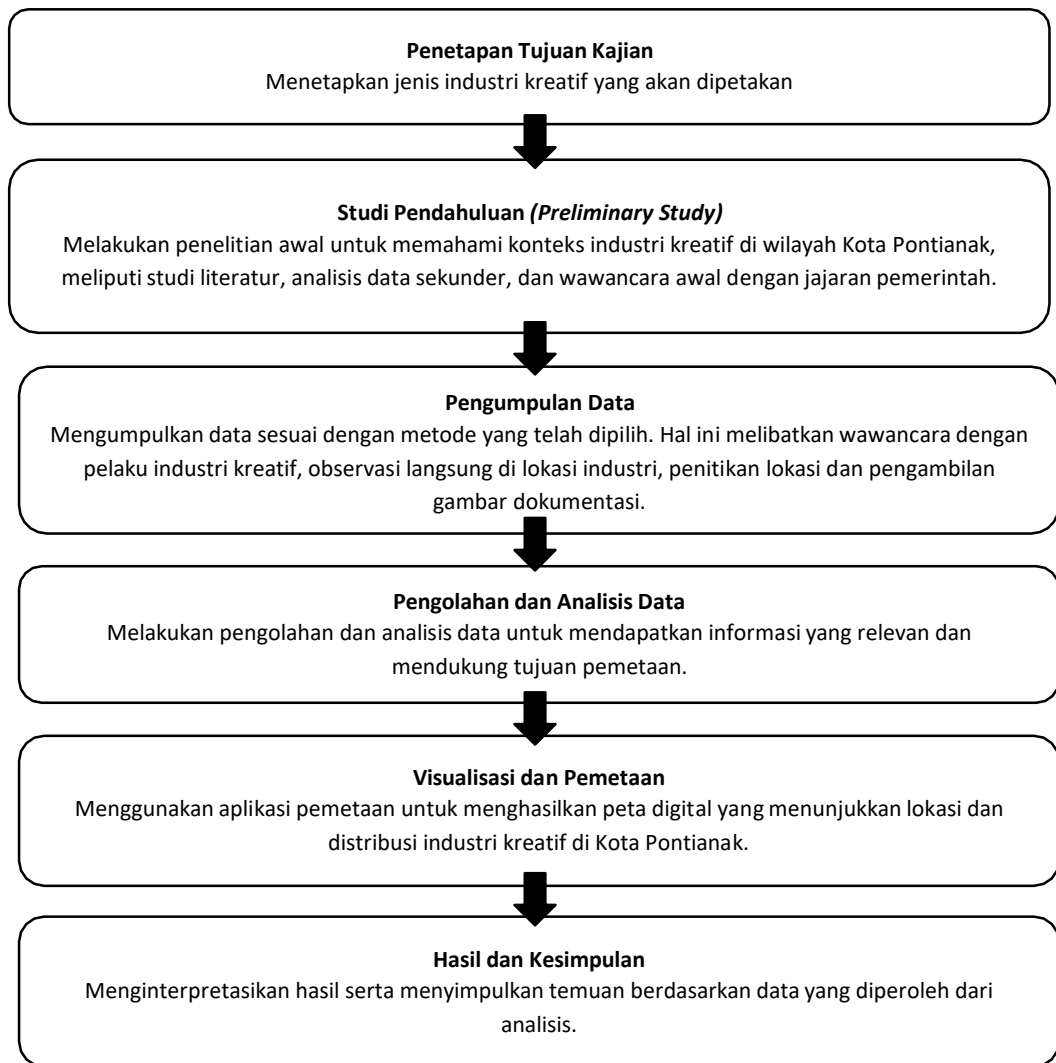 Penetapan Tujuan Kajian
Menetapkan jenis industri kreatif yang akan dipetakan
Studi Pendahuluan (Preliminary Study)
Melakukan penelitian awal untuk memahami konteks industri kreatif di wilayah Kota Pontianak,
meliputi studi literatur, analisis data sekunder, dan wawancara awal dengan jajaran pemerintah.
Pengumpulan Data
Mengumpulkan data sesuai dengan metode yang telah dipilih. Hal ini melibatkan wawancara dengan
pelaku industri kreatif, observasi langsung di lokasi industri, penitikan lokasi dan pengambilan
gambar dokumentasi.
Pengolahan dan Analisis Data
Melakukan pengolahan dan analisis data untuk mendapatkan informasi yang relevan dan
mendukung tujuan pemetaan.
Visualisasi dan Pemetaan
Menggunakan aplikasi pemetaan untuk menghasilkan peta digital yang menunjukkan lokasi dan
distribusi industri kreatif di Kota Pontianak.
Hasil dan Kesimpulan
Menginterpretasikan hasil serta menyimpulkan temuan berdasarkan data yang diperoleh dari
analisis.